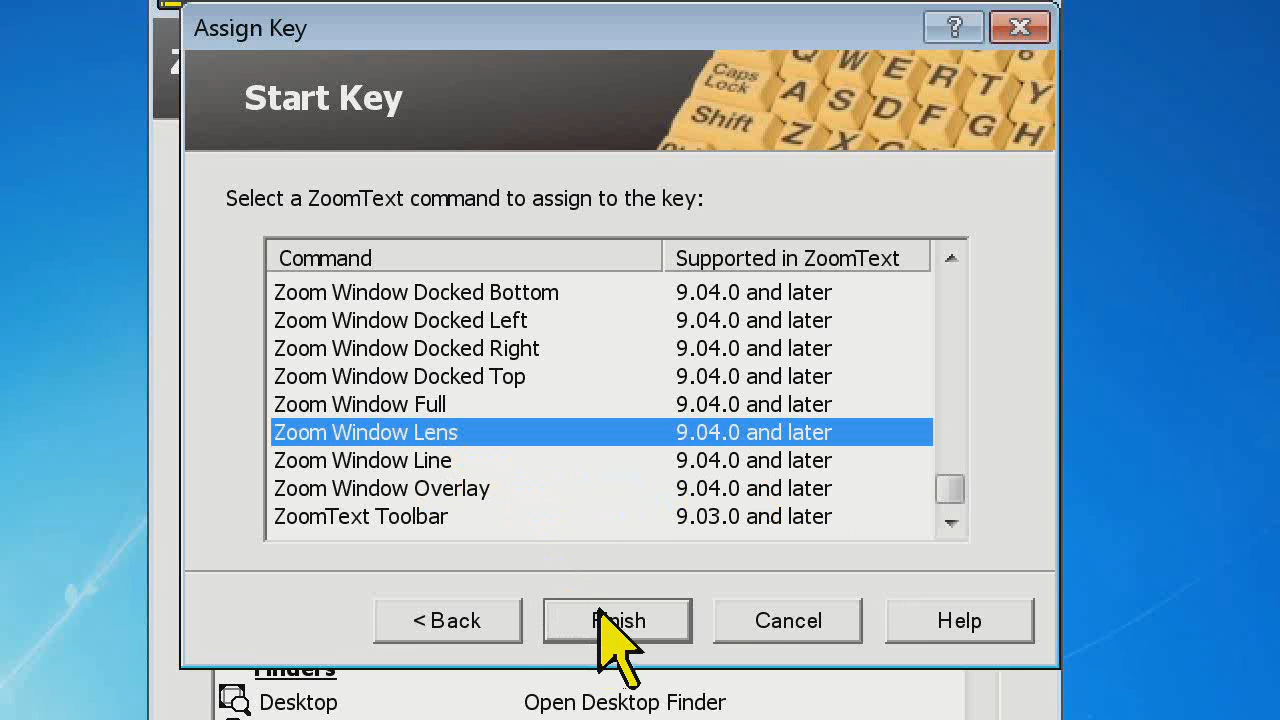 Assign Key
Start Key
6
Q W E R T Y
Caps Lock A S D F G H
Shift Z X C
Select a ZoomText command to assign to the key:
Command Supported in ZoomText
Zoom Window Docked Bottom 9.04.0 and later
Zoom Window Docked Left 9.04.0 and later
Zoom Window Docked Right 9.04.0 and later
Zoom Window Docked Top 9.04.0 and later
Zoom Window Full 9.04.0 and later
Zoom Window Lens 9.04.0 and later
Zoom Window Line 9.04.0 and later
Zoom Window Overlay 9.04.0 and later
ZoomText Toolbar 9.03.0 and later
< Back Finish Cancel Help
Finders
Desktop Open Desktop Finder